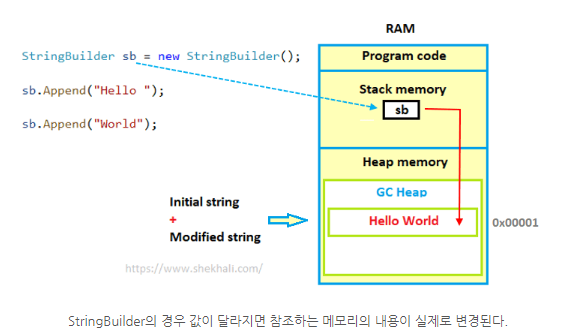 RAM
StringBuilder sb = new StringBuilder();
sb.Append("Hello ");
sb.Append("World");
Program code
Stack memory
sb
Heap memory
GC Heap
Hello World
0x00001
Initial string
+
Modified string
https://www.shekhali.com/
StringBuilder의 경우 값이 달라지면 참조하는 메모리의 내용이 실제로 변경된다.